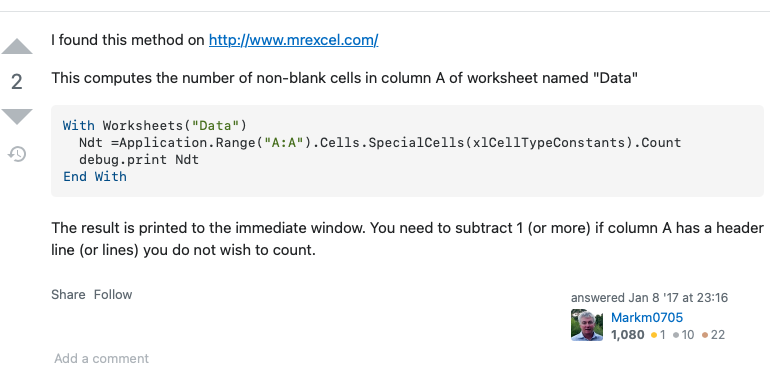 I found this method on http://www.mrexcel.com/
2
This computes the number of non-blank cells in column A of worksheet named "Data"
With Worksheets("Data")
  Ndt =Application.Range("A:A").Cells.SpecialCells(xlCellTypeConstants).Count
  debug.print Ndt
End With
The result is printed to the immediate window. You need to subtract 1 (or more) if column A has a header
line (or lines) you do not wish to count.
Share Follow
answered Jan 8 '17 at 23:16
Markm0705
1,080 ●1 ●10 ●22
Add a comment